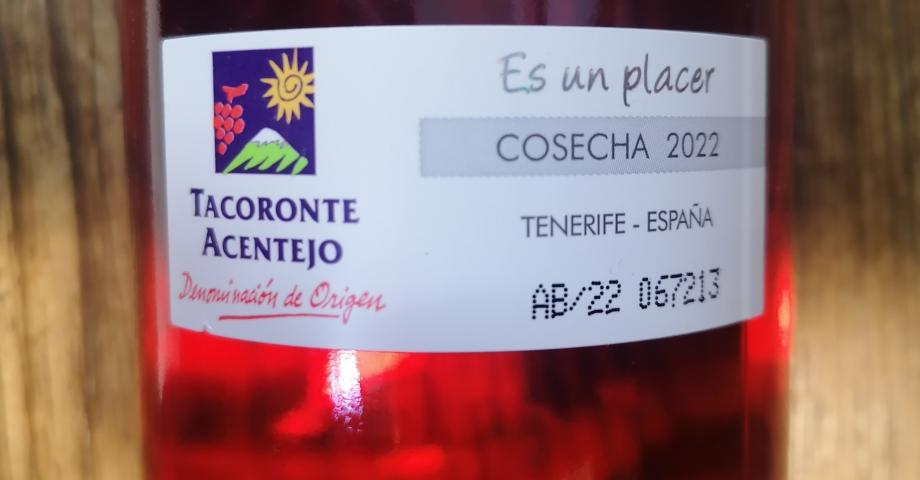 TACORONTE
ACENTEJO
Denominación de Origen
Es un placer
COSECHA 2022
TENERIFE - ESPAÑA
AB/22 067213